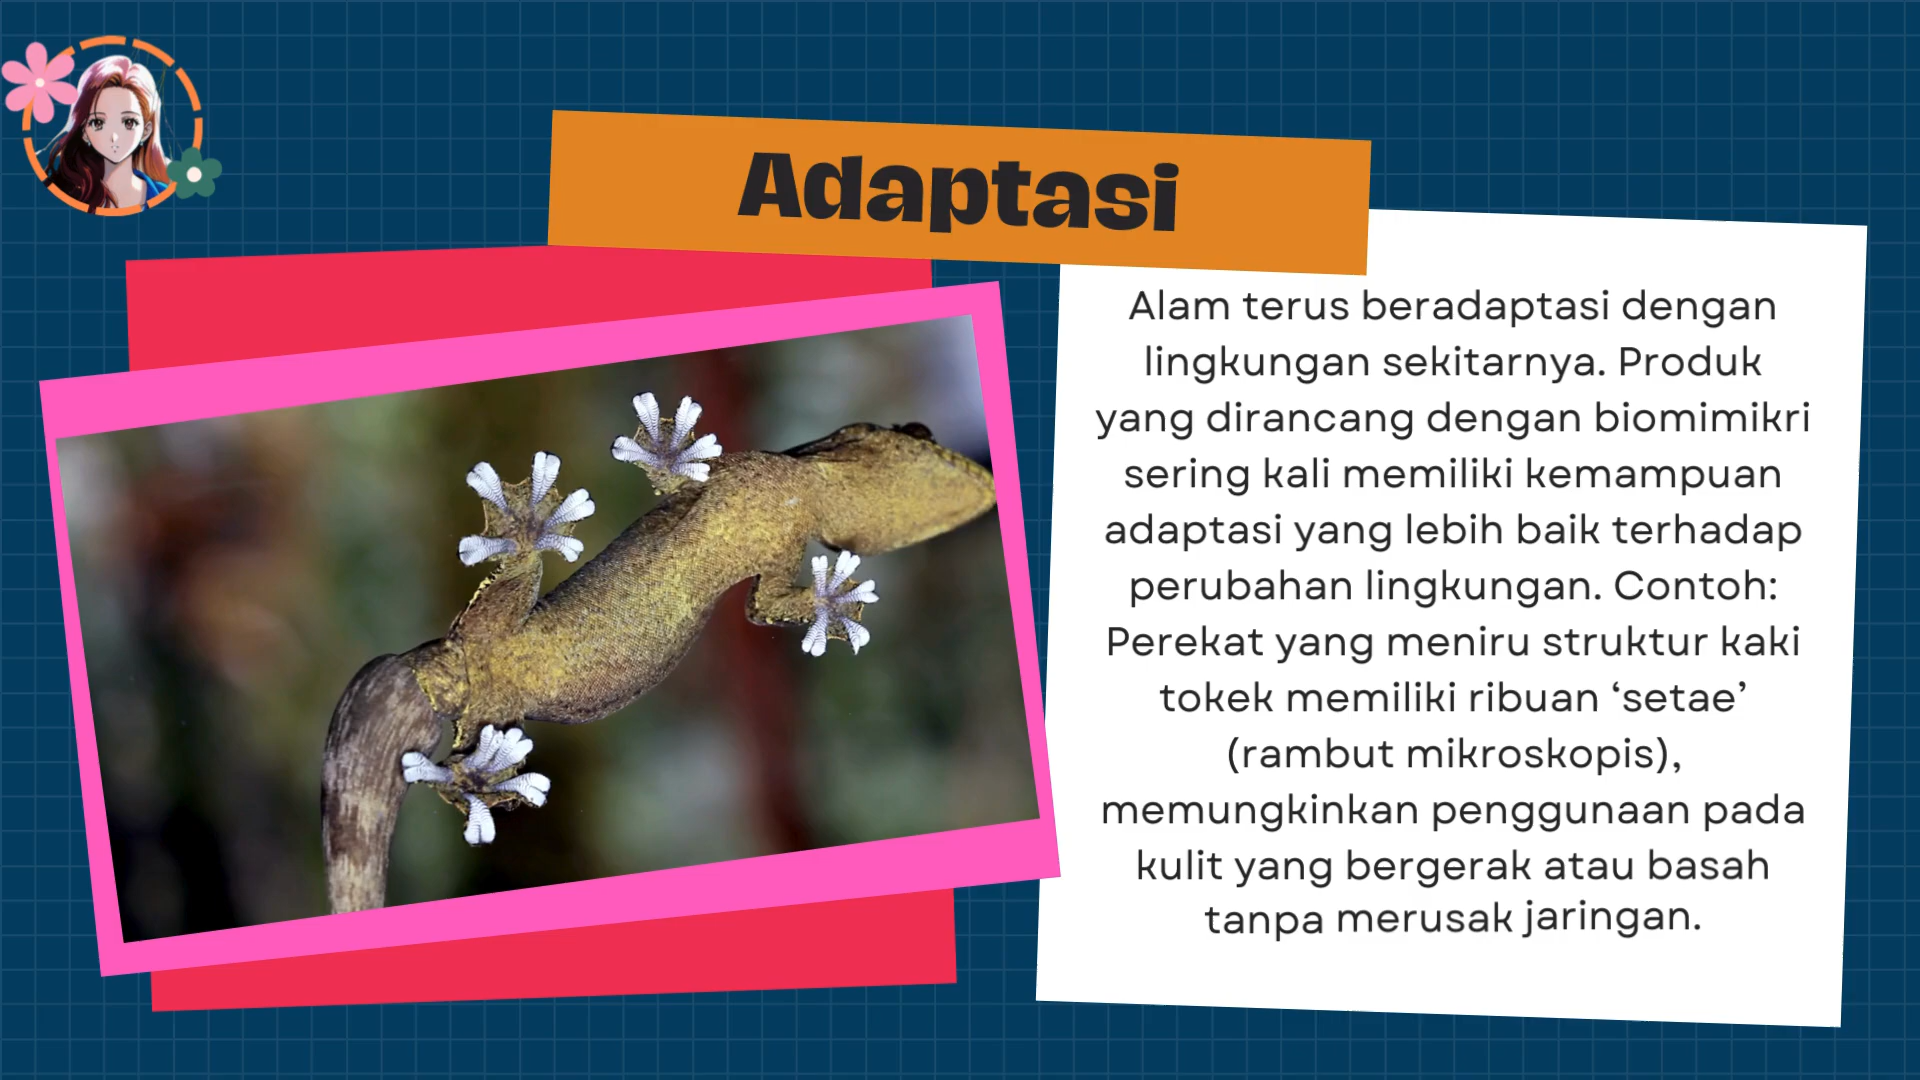 Adaptasi
Alam terus beradaptasi dengan
lingkungan sekitarnya. Produk
yang dirancang dengan biomimikri
sering kali memiliki kemampuan
adaptasi yang lebih baik terhadap
perubahan lingkungan. Contoh:
Perekat yang meniru struktur kaki
tokek memiliki ribuan ‘setae’
(rambut mikroskopis),
memungkinkan penggunaan pada
kulit yang bergerak atau basah
tanpa merusak jaringan.